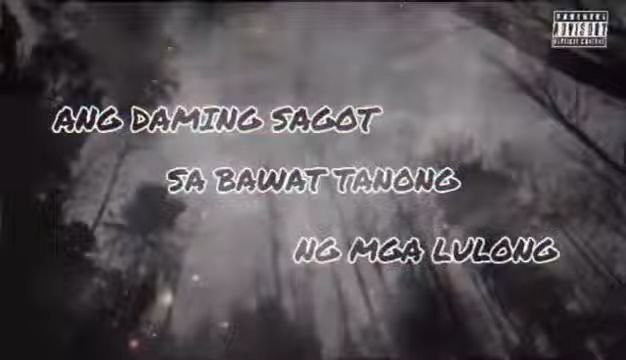 PARENTAL
ADVISORY
EXPLICIT CONTENT
ANG DAMING SAGOT
SA BAWAT TANONG
NG MGA LULONG